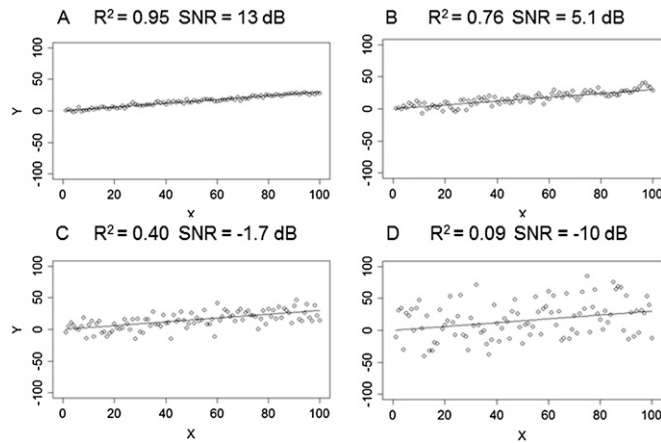 A R² = 0.95 SNR = 13 dB
Y
100
50
0
-50
-100
0 20 40 60 80 100
X
B R² = 0.76 SNR = 5.1 dB
100
50
0
-50
-100
0 20 40 60 80 100
X
C R² = 0.40 SNR = -1.7 dB
Y
100
50
0
-50
-100
0 20 40 60 80 100
X
D R² = 0.09 SNR = -10 dB
100
50
0
-50
-100
0 20 40 60 80 100
X